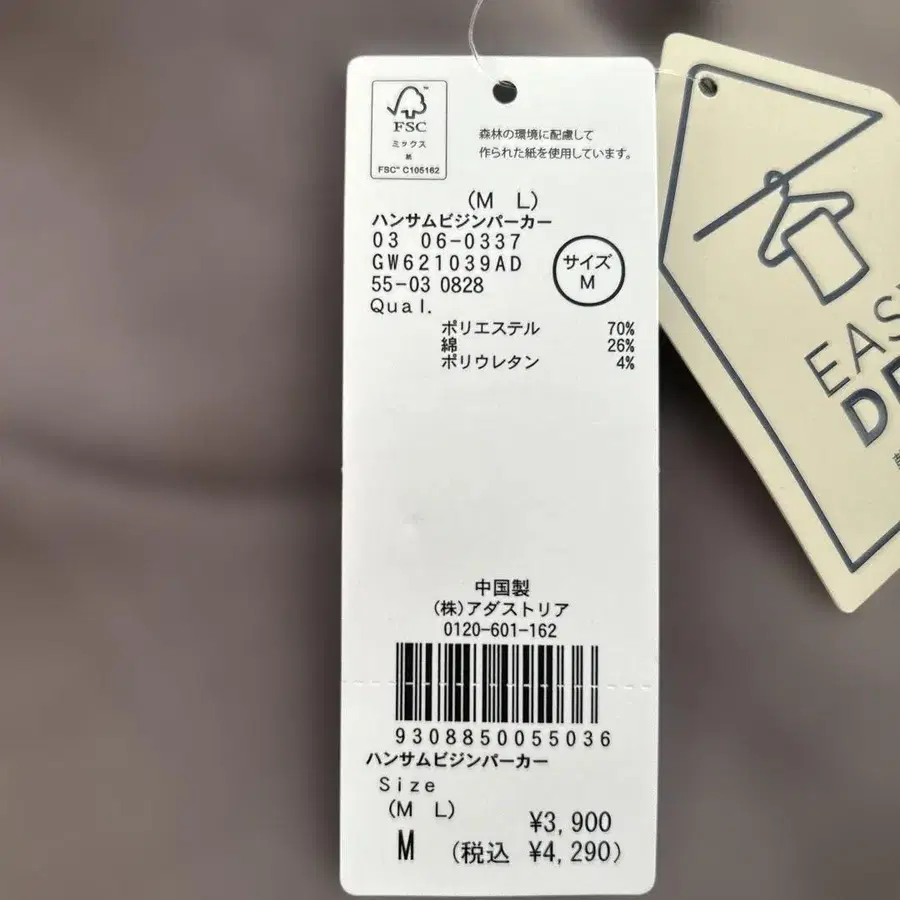 FSC™
ミックス
紙
FSC™ C105162
森林の環境に配慮して
作られた紙を使用しています。
(M L)
ハンサムビジンパーカー
03 06-0337
GW621039AD
55-03 0828
サイズ
M
Qual.
ポリエステル 70%
綿 26%
ポリウレタン 4%
中国製
(株)アダストリア
0120-601-162
9308850055036
ハンサムビジンパーカー
Size
(M L)
¥3,900
M (税込 ¥4,290)